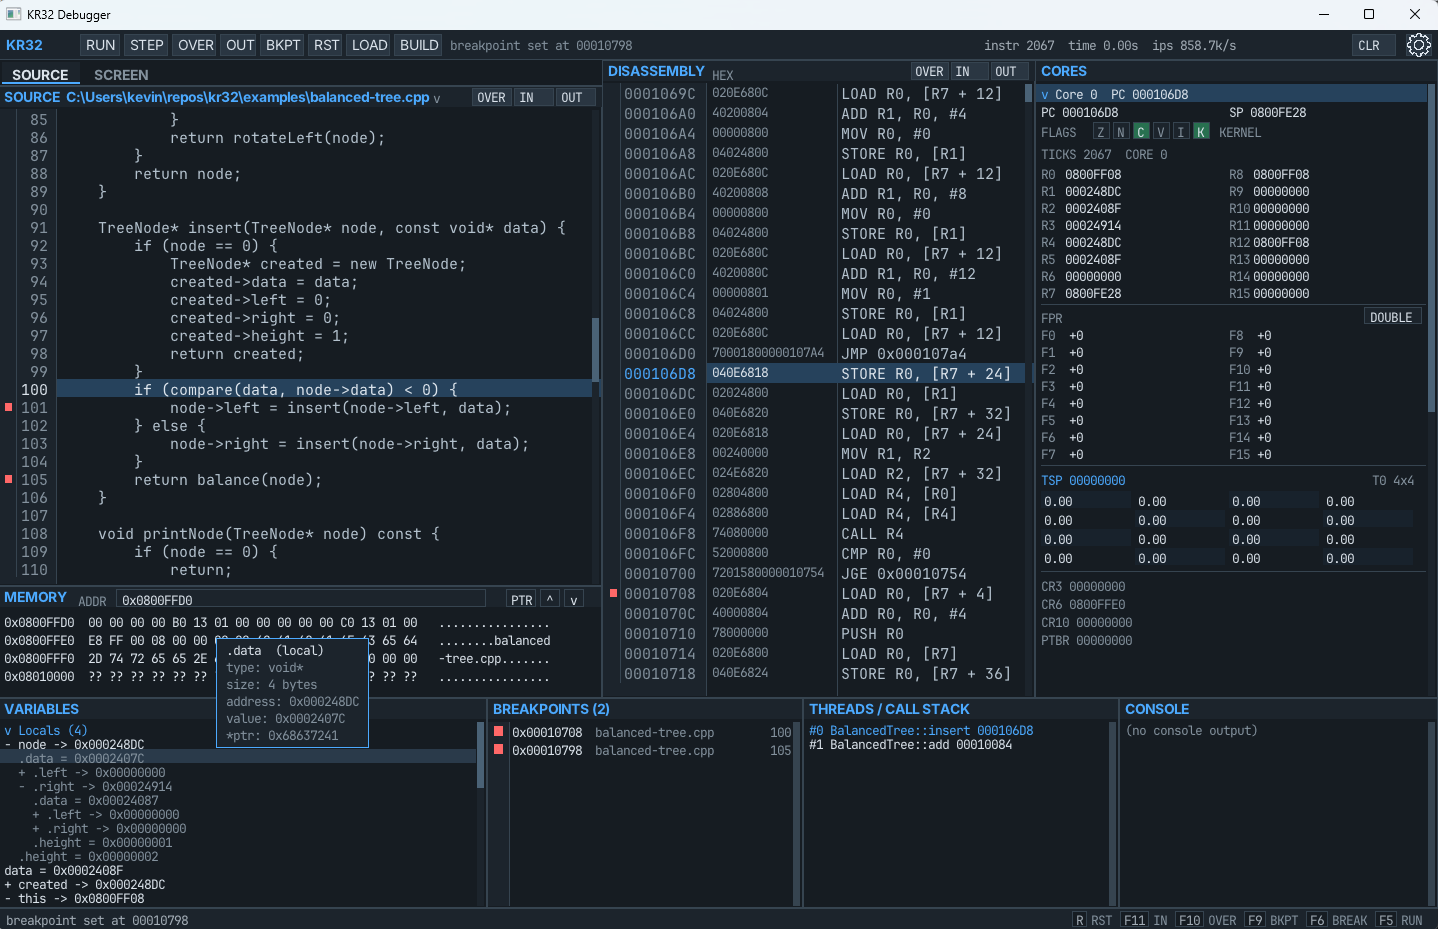 KR32 Debugger
KR32 RUN STEP OVER OUT BKPT RST LOAD BUILD breakpoint set at 00010798 instr 2067 time 0.00s ips 858.7k/s CLR
SOURCE SCREEN
SOURCE C:\Users\kevin\repos\kr32\examples\balanced-tree.cpp v OVER IN OUT
85 }
86 return rotateLeft(node);
87 }
88 return node;
89 }
90
91 TreeNode* insert(TreeNode* node, const void* data) {
92 if (node == 0) {
93 TreeNode* created = new TreeNode;
94 created->data = data;
95 created->left = 0;
96 created->right = 0;
97 created->height = 1;
98 return created;
99 }
100 if (compare(data, node->data) < 0) {
101 node->left = insert(node->left, data);
102 } else {
103 node->right = insert(node->right, data);
104 }
105 return balance(node);
106 }
107
108 void printNode(TreeNode* node) const {
109 if (node == 0) {
110 return;
DISASSEMBLY HEX OVER IN OUT
0001069C 020E680C LOAD R0, [R7 + 12]
000106A0 40200804 ADD R1, R0, #4
000106A4 00000800 MOV R0, #0
000106A8 04024800 STORE R0, [R1]
000106AC 020E680C LOAD R0, [R7 + 12]
000106B0 40200808 ADD R1, R0, #8
000106B4 00000800 MOV R0, #0
000106B8 04024800 STORE R0, [R1]
000106BC 020E680C LOAD R0, [R7 + 12]
000106C0 4020080C ADD R1, R0, #12
000106C4 00000801 MOV R0, #1
000106C8 04024800 STORE R0, [R1]
000106CC 020E680C LOAD R0, [R7 + 12]
000106D0 70001800000107A4 JMP 0x000107a4
000106D8 040E6818 STORE R0, [R7 + 24]
000106DC 02024800 LOAD R0, [R1]
000106E0 040E6820 STORE R0, [R7 + 32]
000106E4 020E6818 LOAD R0, [R7 + 24]
000106E8 00240000 MOV R1, R2
000106EC 024E6820 LOAD R2, [R7 + 32]
000106F0 02804800 LOAD R4, [R0]
000106F4 02886800 LOAD R4, [R4]
000106F8 74080000 CALL R4
000106FC 52000800 CMP R0, #0
00010700 7201580000010754 JGE 0x00010754
00010708 020E6804 LOAD R0, [R7 + 4]
0001070C 40000804 ADD R0, R0, #4
00010710 78000000 PUSH R0
00010714 020E6800 LOAD R0, [R7]
00010718 040E6824 STORE R0, [R7 + 36]
CORES
v Core 0 PC 000106D8
PC 000106D8 SP 0800FE28
FLAGS Z N C V I K KERNEL
TICKS 2067 CORE 0
R0 0800FF08 R8 0800FF08
R1 000248DC R9 00000000
R2 0002408F R10 00000000
R3 00024914 R11 00000000
R4 000248DC R12 0800FF08
R5 0002408F R13 00000000
R6 00000000 R14 00000000
R7 0800FE28 R15 00000000
FPR DOUBLE
F0 +0 F8 +0
F1 +0 F9 +0
F2 +0 F10 +0
F3 +0 F11 +0
F4 +0 F12 +0
F5 +0 F13 +0
F6 +0 F14 +0
F7 +0 F15 +0
TSP 00000000 T0 4x4
0.00 0.00 0.00 0.00
0.00 0.00 0.00 0.00
0.00 0.00 0.00 0.00
0.00 0.00 0.00 0.00
CR3 00000000
CR6 0800FFE0
CR10 00000000
PTBR 00000000
MEMORY ADDR 0x0800FFD0 PTR ^ v
0x0800FFD0 00 00 00 00 B0 13 01 00 00 00 00 00 C0 13 01 00 ................
0x0800FFE0 E8 FF 00 08 00 00 63 65 64 ........balanced
0x0800FFF0 2D 74 72 65 65 2E 00 00 -tree.cpp.......
0x08010000 ?? ?? ?? ?? ?? ?? ?? ?? ?? ................
.data (local)
type: void*
size: 4 bytes
address: 0x000248DC
value: 0x0002407C
*ptr: 0x68637241
VARIABLES
v Locals (4)
- node -> 0x000248DC
.data = 0x0002407C
+ .left -> 0x00000000
- .right -> 0x00024914
.data = 0x00024087
+ .left -> 0x00000000
+ .right -> 0x00000000
.height = 0x00000001
.height = 0x00000002
data = 0x0002408F
+ created -> 0x000248DC
- this -> 0x0800FF08
BREAKPOINTS (2)
0x00010708 balanced-tree.cpp 100
0x00010798 balanced-tree.cpp 105
THREADS / CALL STACK
#0 BalancedTree::insert 000106D8
#1 BalancedTree::add 00010084
CONSOLE
(no console output)
breakpoint set at 00010798 R RST F11 IN F10 OVER F9 BKPT F6 BREAK F5 RUN